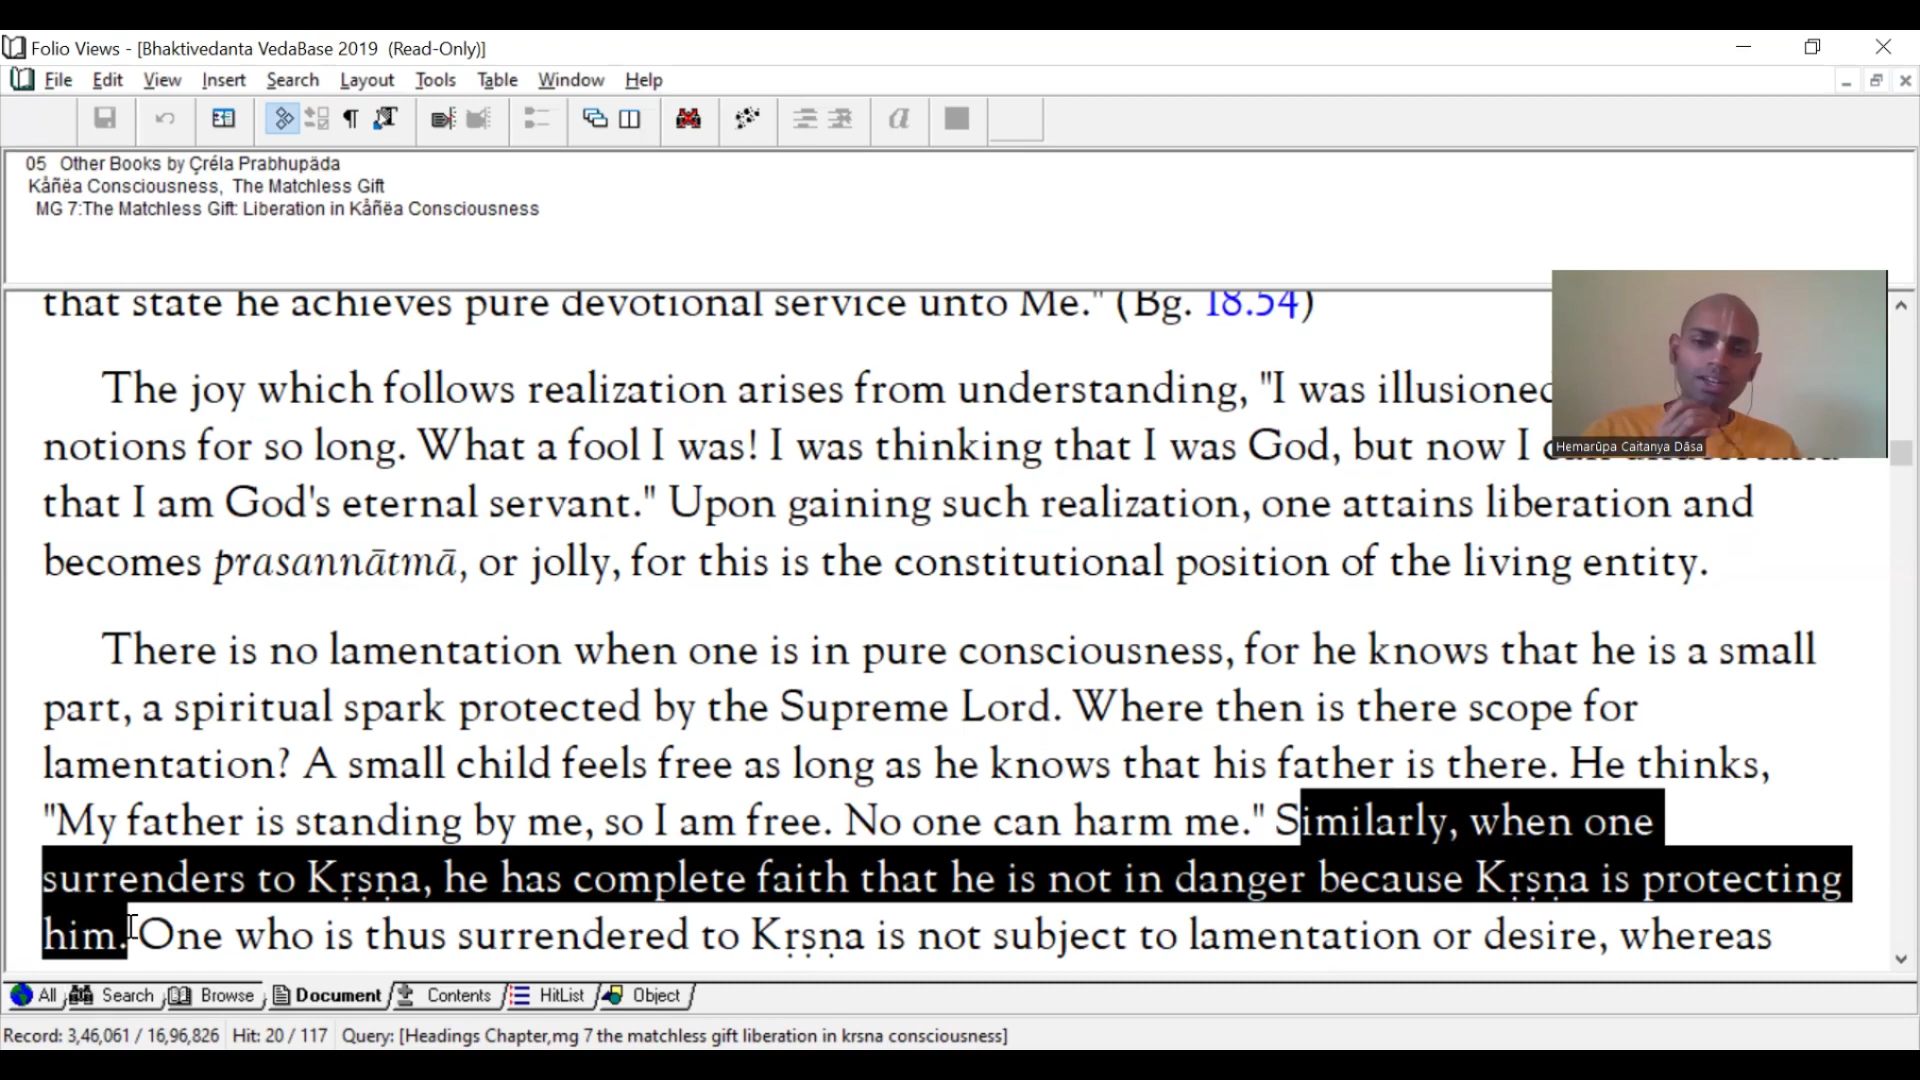 Folio Views - [Bhaktivedanta VedaBase 2019 (Read-Only)]
File Edit View Insert Search Layout Tools Table Window Help
05 Other Books by Çréla Prabhupäda
Kåñëa Consciousness, The Matchless Gift
MG 7:The Matchless Gift: Liberation in Kåñëa Consciousness
that state he achieves pure devotional service unto Me." (Bg. 18.54)
The joy which follows realization arises from understanding, "I was illusioned
notions for so long. What a fool I was! I was thinking that I was God, but now I
Hemarūpa Caitanya Dāsa
that I am God's eternal servant." Upon gaining such realization, one attains liberation and
becomes prasannātmā, or jolly, for this is the constitutional position of the living entity.
There is no lamentation when one is in pure consciousness, for he knows that he is a small
part, a spiritual spark protected by the Supreme Lord. Where then is there scope for
lamentation? A small child feels free as long as he knows that his father is there. He thinks,
"My father is standing by me, so I am free. No one can harm me." Similarly, when one
surrenders to Kṛṣṇa, he has complete faith that he is not in danger because Kṛṣṇa is protecting
him. One who is thus surrendered to Kṛṣṇa is not subject to lamentation or desire, whereas
All Search Browse Document Contents HitList Object
Record: 3,46,061 / 16,96,826 Hit: 20 / 117 Query: [Headings Chapter,mg 7 the matchless gift liberation in krsna consciousness]